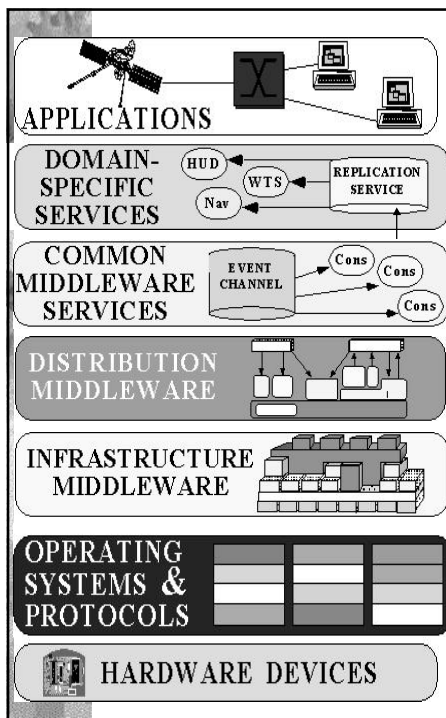 APPLICATIONS
DOMAIN-
SPECIFIC
SERVICES
HUD
WTS
Nav
REPLICATION
SERVICE
COMMON
MIDDLEWARE
SERVICES
EVENT
CHANNEL
Cons
Cons
Cons
DISTRIBUTION
MIDDLEWARE
INFRASTRUCTURE
MIDDLEWARE
OPERATING
SYSTEMS &
PROTOCOLS
HARDWARE DEVICES